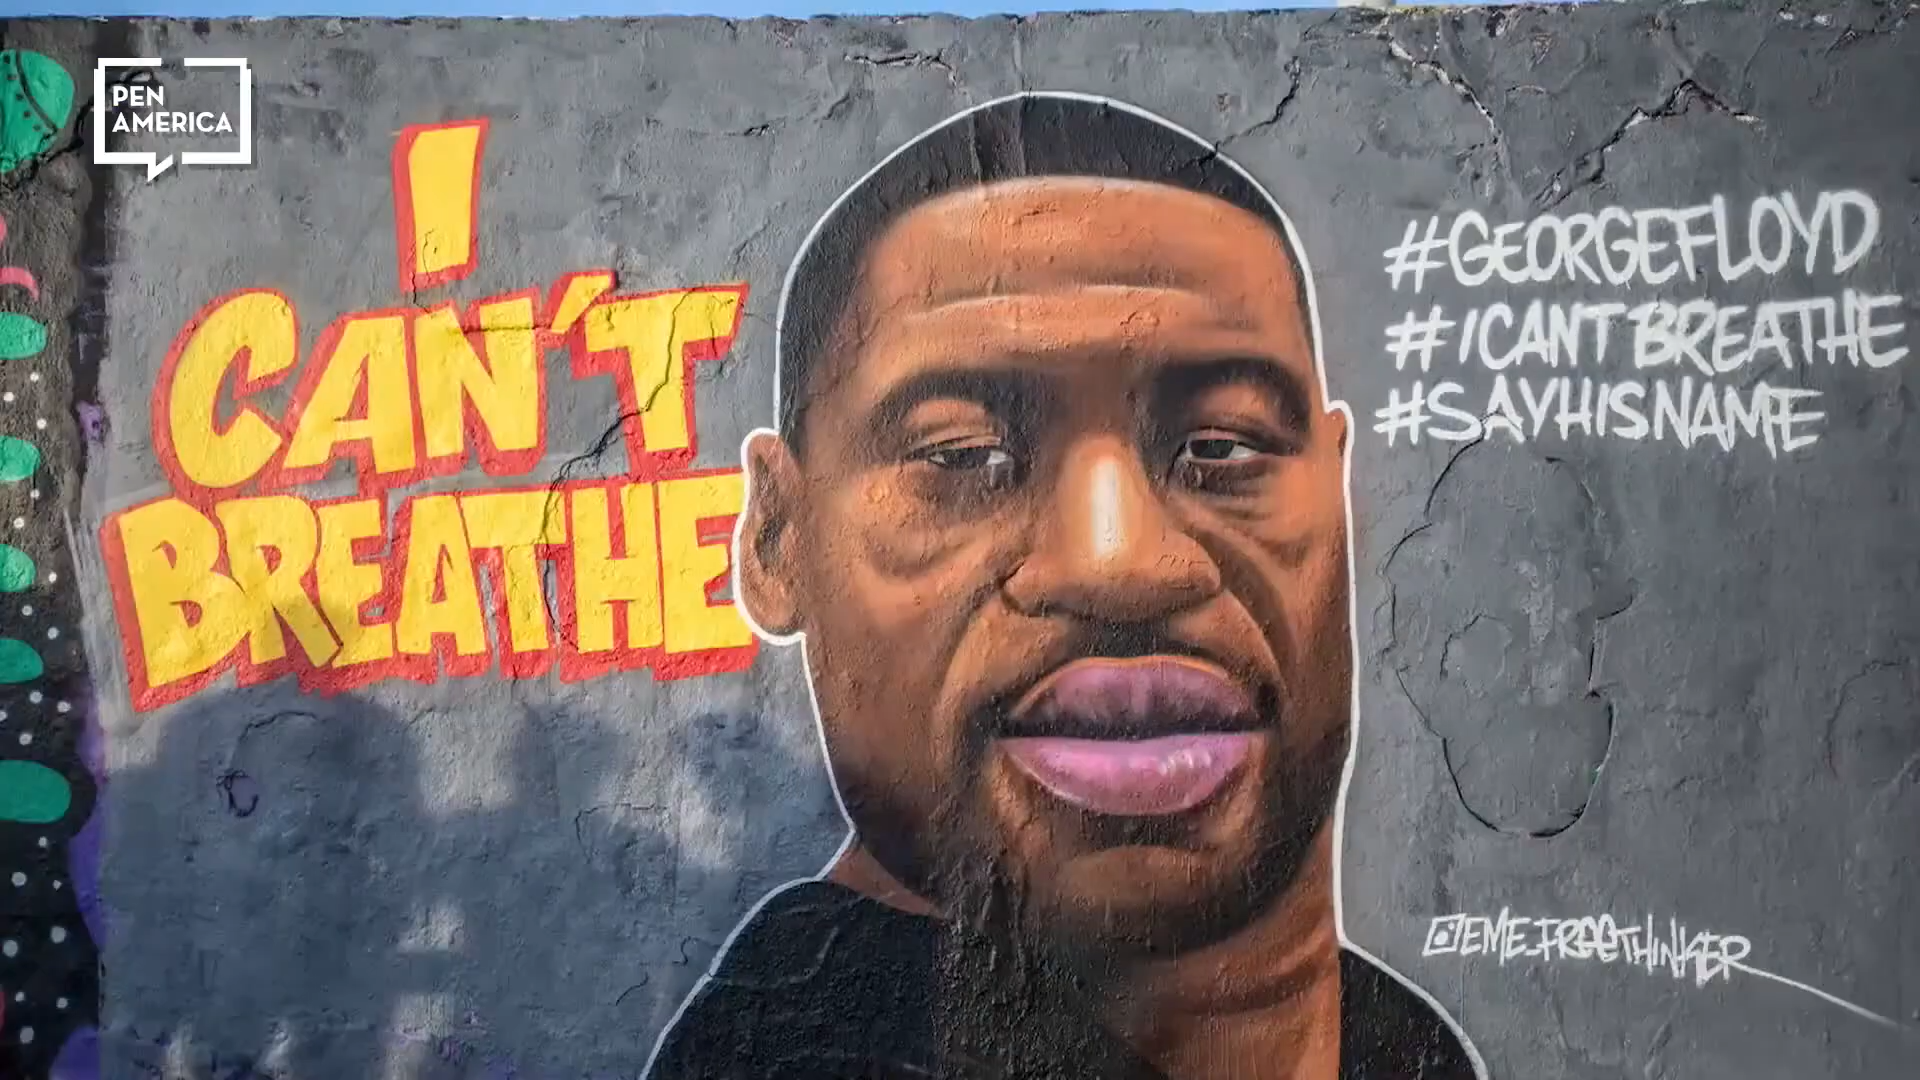 PEN
AMERICA
I
CAN'T
BREATHE
#GEORGEFLOYD
#ICANTBREATHE
#SAYHISNAME
@EME_FREETHINKER